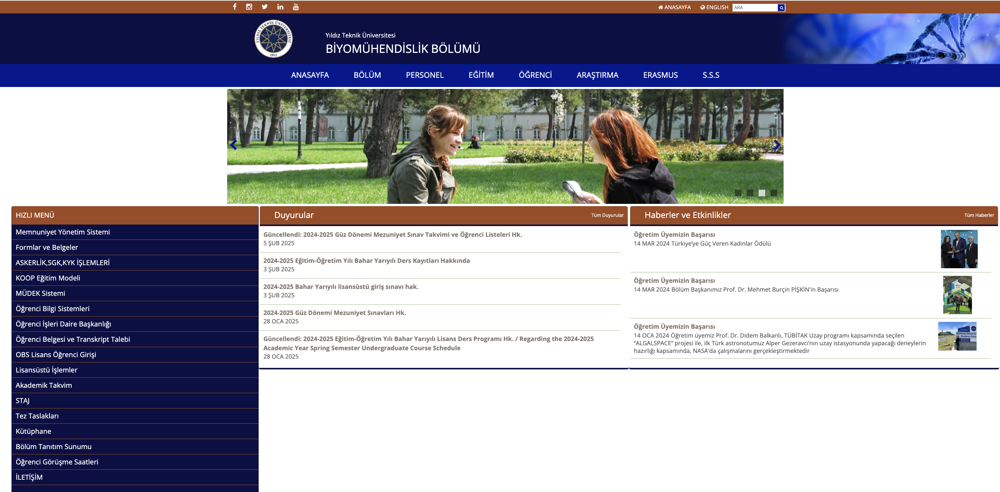 ANASAYFA
ENGLISH
ARA
YILDIZ TEKNİK ÜNİVERSİTESİ
1911
Yıldız Teknik Üniversitesi
BİYOMÜHENDİSLİK BÖLÜMÜ
ANASAYFA
BÖLÜM
PERSONEL
EĞİTİM
ÖĞRENCİ
ARAŞTIRMA
ERASMUS
S.S.S
HIZLI MENÜ
Memnuniyet Yönetim Sistemi
Formlar ve Belgeler
ASKERLİK,SGK,KYK İŞLEMLERİ
KOOP Eğitim Modeli
MÜDEK Sistemi
Öğrenci Bilgi Sistemleri
Öğrenci İşleri Daire Başkanlığı
Öğrenci Belgesi ve Transkript Talebi
OBS Lisans Öğrenci Girişi
Lisansüstü İşlemler
Akademik Takvim
STAJ
Tez Taslakları
Kütüphane
Bölüm Tanıtım Sunumu
Öğrenci Görüşme Saatleri
İLETİŞİM
Duyurular
Tüm Duyurular
Güncellendi: 2024-2025 Güz Dönemi Mezuniyet Sınav Takvimi ve Öğrenci Listeleri Hk.
5 ŞUB 2025
2024-2025 Eğitim-Öğretim Yılı Bahar Yarıyılı Ders Kayıtları Hakkında
3 ŞUB 2025
2024-2025 Bahar Yarıyılı lisansüstü giriş sınavı hak.
3 ŞUB 2025
2024-2025 Güz Dönemi Mezuniyet Sınavları Hk.
28 OCA 2025
Güncellendi: 2024-2025 Eğitim-Öğretim Yılı Bahar Yarıyılı Lisans Ders Programı Hk. / Regarding the 2024-2025
Academic Year Spring Semester Undergraduate Course Schedule
28 OCA 2025
Haberler ve Etkinlikler
Tüm Haberler
Öğretim Üyemizin Başarısı
14 MAR 2024 Türkiye’ye Güç Veren Kadınlar Ödülü
Öğretim Üyemizin Başarısı
14 MAR 2024 Bölüm Başkanımız Prof. Dr. Mehmet Burçin PİŞKİN'in Başarısı
Öğretim Üyemizin Başarısı
14 OCA 2024 Öğretim üyemiz Prof. Dr. Didem Balkanlı, TÜBİTAK Uzay programı kapsamında seçilen
“ALGALSPACE” projesi ile, ilk Türk astronotumuz Alper Gezeravcı’nın uzay istasyonunda yapacağı deneylerin
hazırlığı kapsamında, NASA'da çalışmalarını gerçekleştirmektedir
Kennedy Space
Badging Office